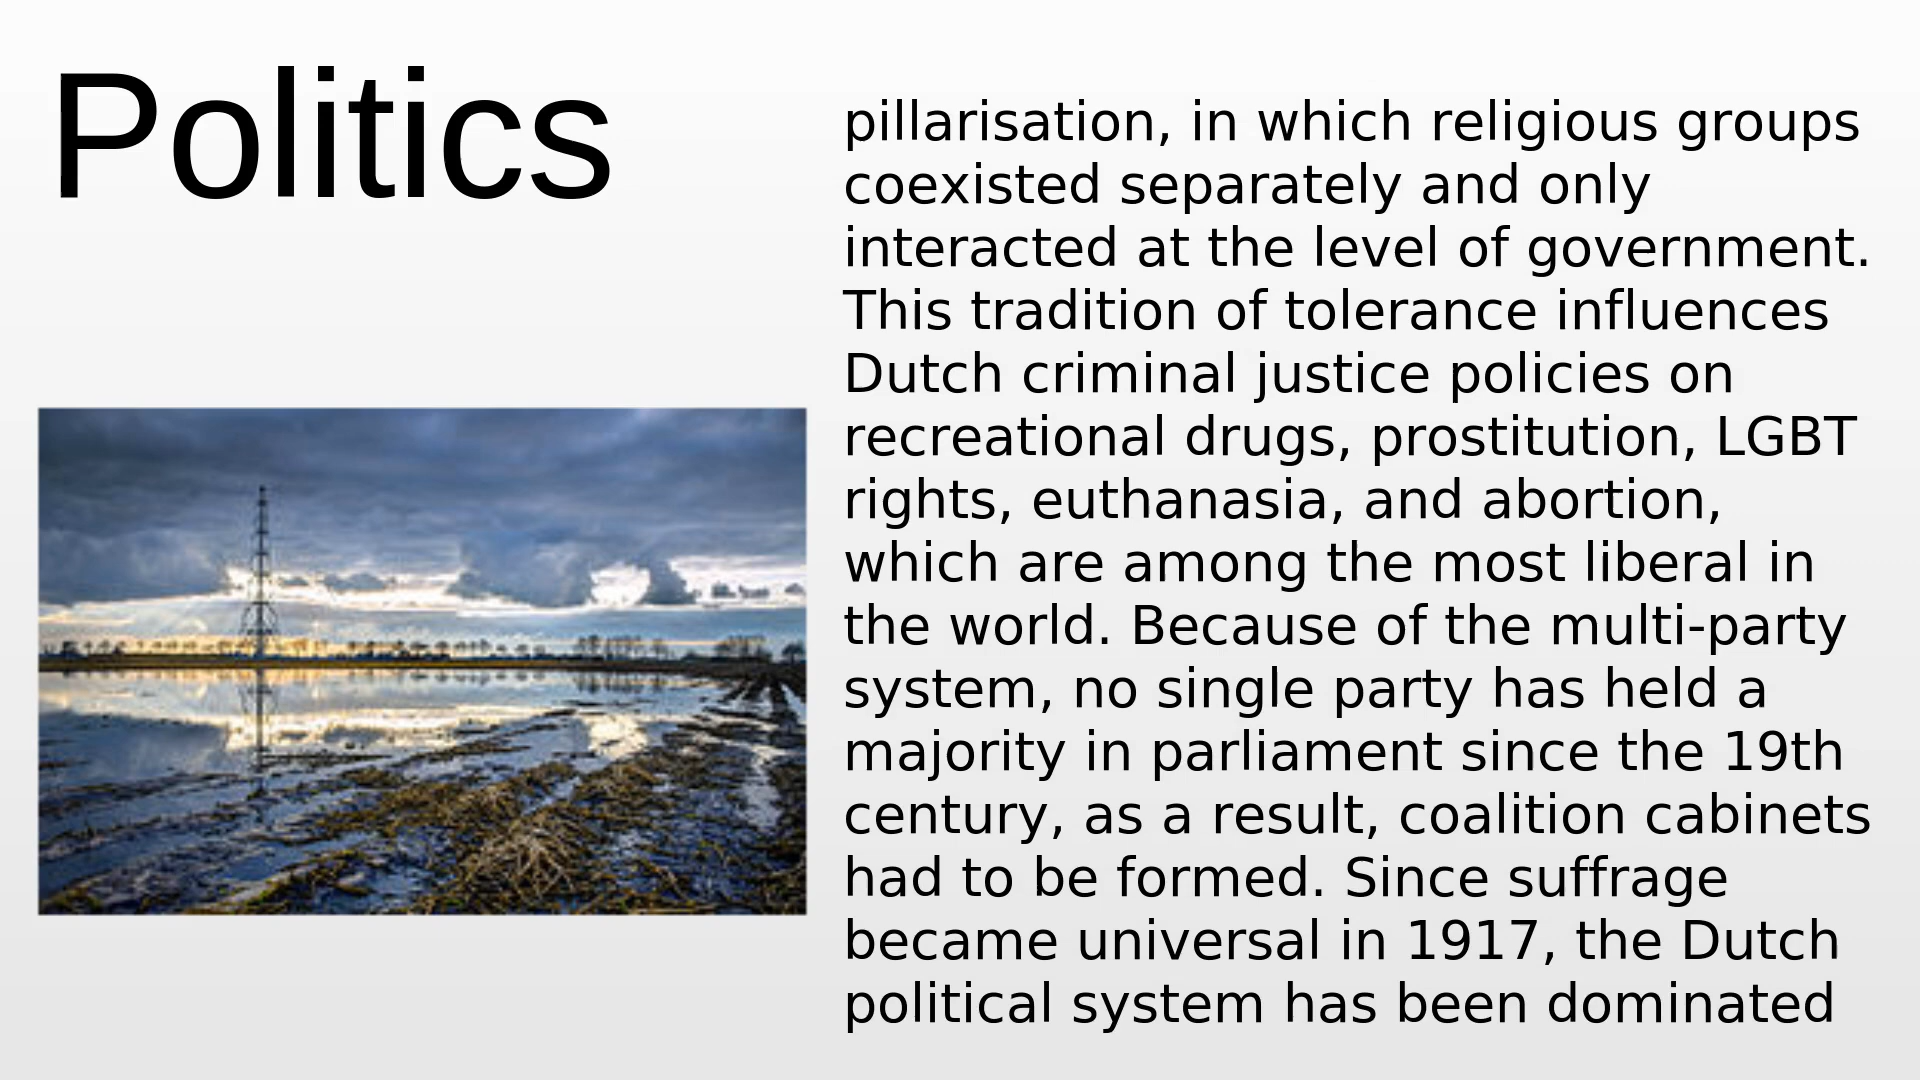 Politics
pillarisation, in which religious groups
coexisted separately and only
interacted at the level of government.
This tradition of tolerance influences
Dutch criminal justice policies on
recreational drugs, prostitution, LGBT
rights, euthanasia, and abortion,
which are among the most liberal in
the world. Because of the multi-party
system, no single party has held a
majority in parliament since the 19th
century, as a result, coalition cabinets
had to be formed. Since suffrage
became universal in 1917, the Dutch
political system has been dominated